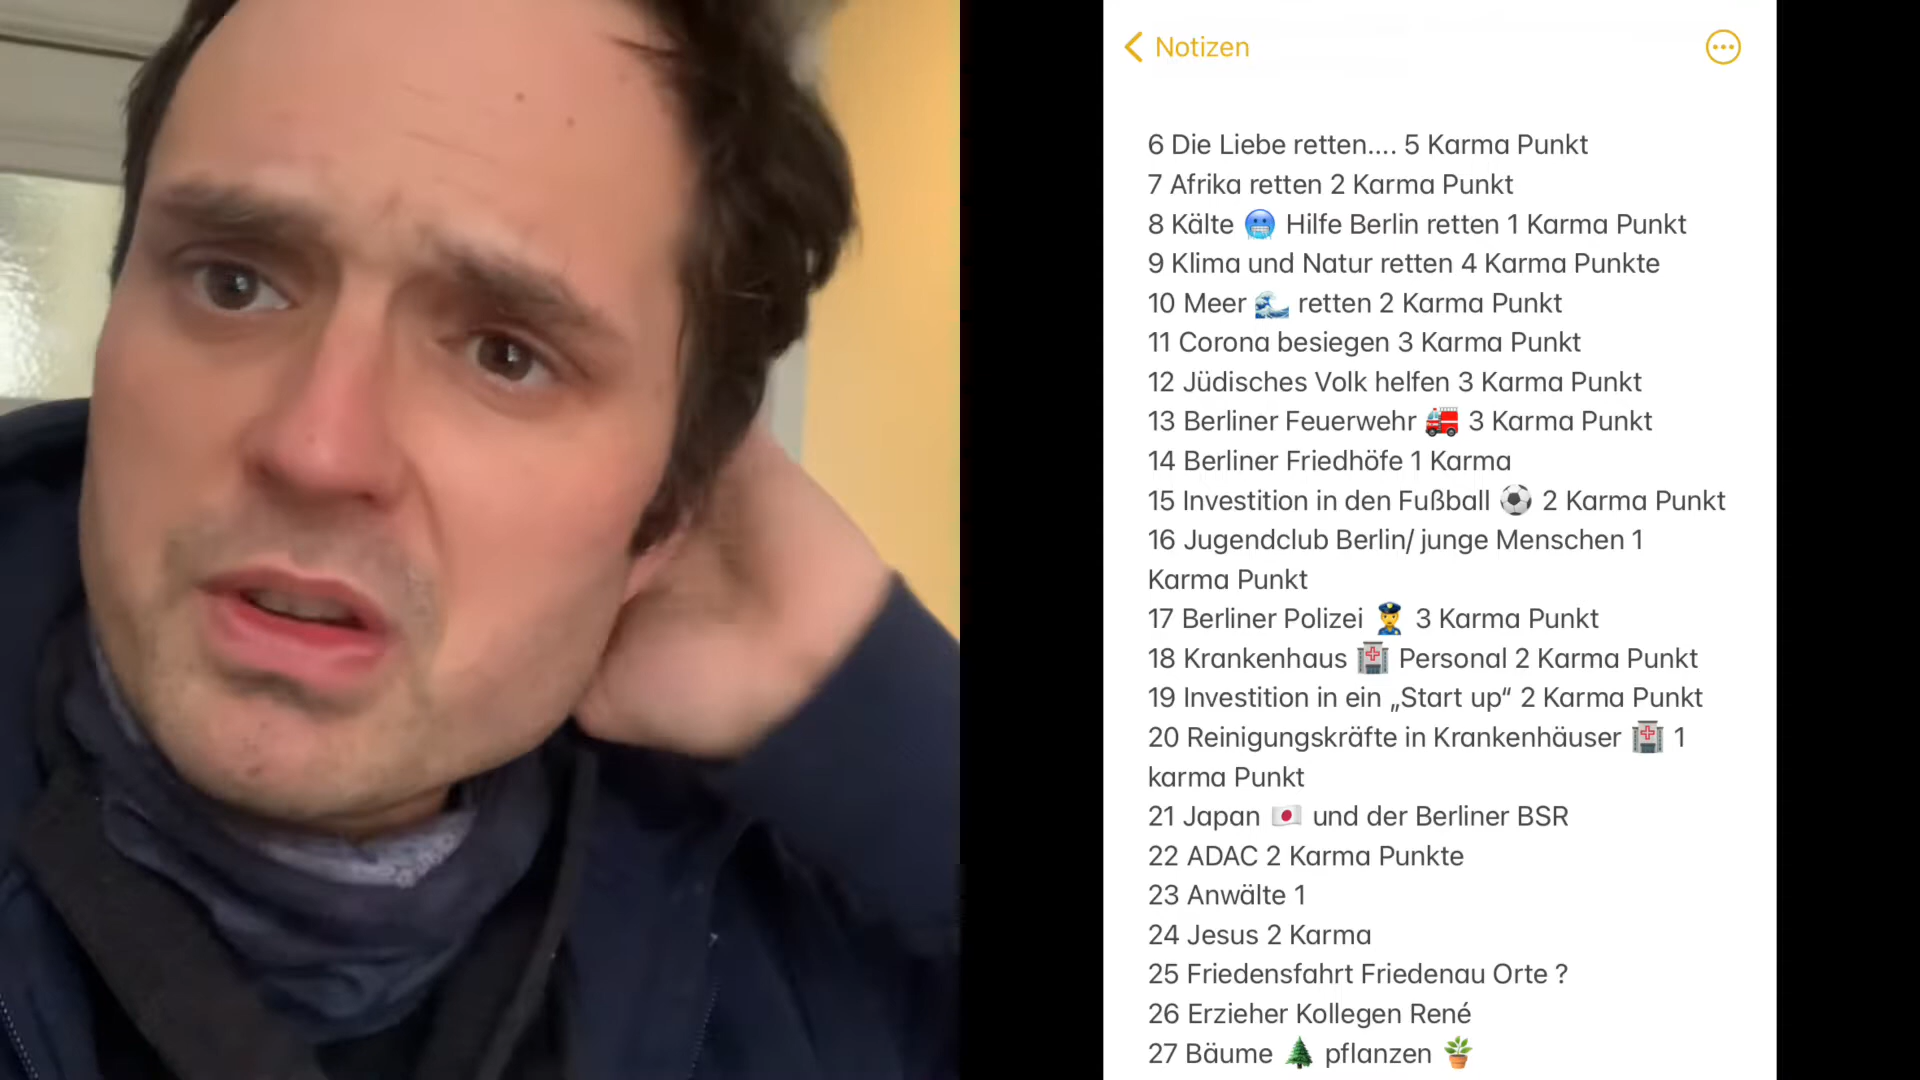 Notizen
6 Die Liebe retten.... 5 Karma Punkt
7 Afrika retten 2 Karma Punkt
8 Kälte 🥶 Hilfe Berlin retten 1 Karma Punkt
9 Klima und Natur retten 4 Karma Punkte
10 Meer 🌊 retten 2 Karma Punkt
11 Corona besiegen 3 Karma Punkt
12 Jüdisches Volk helfen 3 Karma Punkt
13 Berliner Feuerwehr 🚒 3 Karma Punkt
14 Berliner Friedhöfe 1 Karma
15 Investition in den Fußball ⚽ 2 Karma Punkt
16 Jugendclub Berlin/ junge Menschen 1
Karma Punkt
17 Berliner Polizei 👮 3 Karma Punkt
18 Krankenhaus 🏥 Personal 2 Karma Punkt
19 Investition in ein „Start up“ 2 Karma Punkt
20 Reinigungskräfte in Krankenhäuser 🏥 1
karma Punkt
21 Japan 🇯🇵 und der Berliner BSR
22 ADAC 2 Karma Punkte
23 Anwälte 1
24 Jesus 2 Karma
25 Friedensfahrt Friedenau Orte ?
26 Erzieher Kollegen René
27 Bäume 🌲 pflanzen 🪴